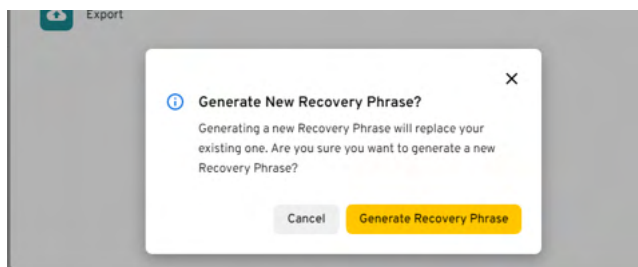 Export
Generate New Recovery Phrase?
Generating a new Recovery Phrase will replace your
existing one. Are you sure you want to generate a new
Recovery Phrase?
Cancel
Generate Recovery Phrase